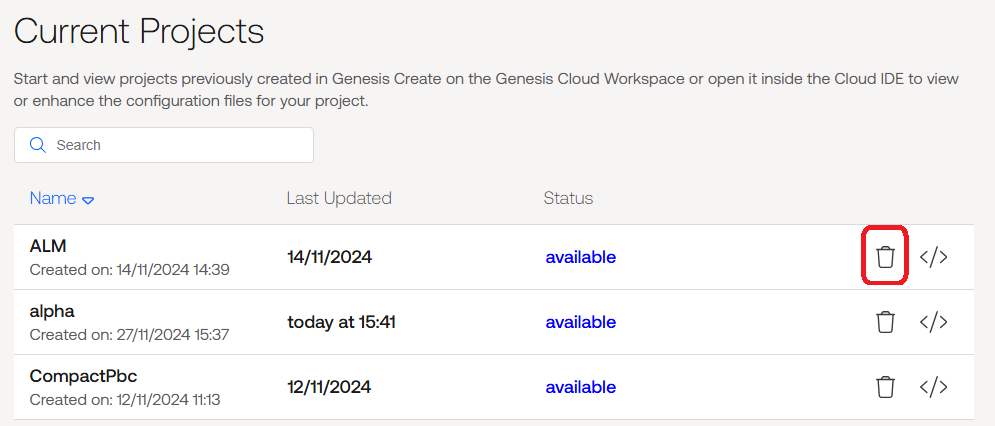 Current Projects
Start and view projects previously created in Genesis Create on the Genesis Cloud Workspace or open it inside the Cloud IDE to view
or enhance the configuration files for your project.
Search
Name Last Updated Status
ALM
Created on: 14/11/2024 14:39
14/11/2024
available
</>
alpha
Created on: 27/11/2024 15:37
today at 15:41
available
</>
CompactPbc
Created on: 12/11/2024 11:13
12/11/2024
available
</>